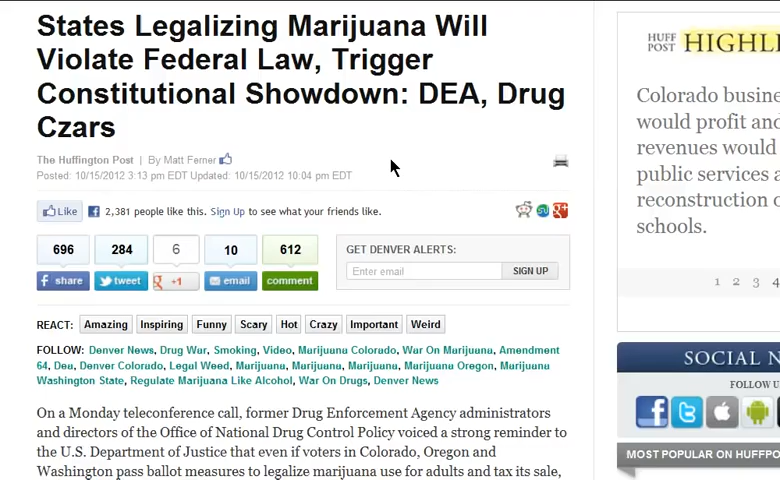 States Legalizing Marijuana Will
Violate Federal Law, Trigger
Constitutional Showdown: DEA, Drug
Czars
The Huffington Post | By Matt Ferner
Posted: 10/15/2012 3:13 pm EDT Updated: 10/15/2012 10:04 pm EDT
Like 2,381 people like this. Sign Up to see what your friends like.
696 284 6 10 612
share tweet +1 email comment
GET DENVER ALERTS:
Enter email SIGN UP
REACT: Amazing Inspiring Funny Scary Hot Crazy Important Weird
FOLLOW: Denver News, Drug War, Smoking, Video, Marijuana Colorado, War On Marijuana, Amendment
64, Dea, Denver Colorado, Legal Weed, Marijuana, Marijuana, Marijuana, Marijuana Oregon, Marijuana
Washington State, Regulate Marijuana Like Alcohol, War On Drugs, Denver News
On a Monday teleconference call, former Drug Enforcement Agency administrators
and directors of the Office of National Drug Control Policy voiced a strong reminder to
the U.S. Department of Justice that even if voters in Colorado, Oregon and
Washington pass ballot measures to legalize marijuana use for adults and tax its sale,
HUFF
POST HIGHLI
Colorado busine
would profit and
revenues would
public services a
reconstruction o
schools.
1 2 3 4
SOCIAL N
FOLLOW U
MOST POPULAR ON HUFFPO